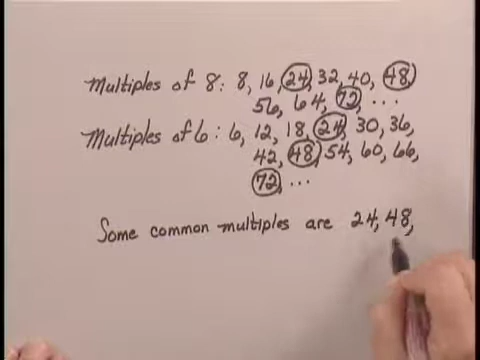 Multiples of 8: 8, 16, 24, 32, 40, 48,
56, 64, 72, ...
Multiples of 6: 6, 12, 18, 24, 30, 36,
42, 48, 54, 60, 66,
72, ...
Some common multiples are 24, 48,